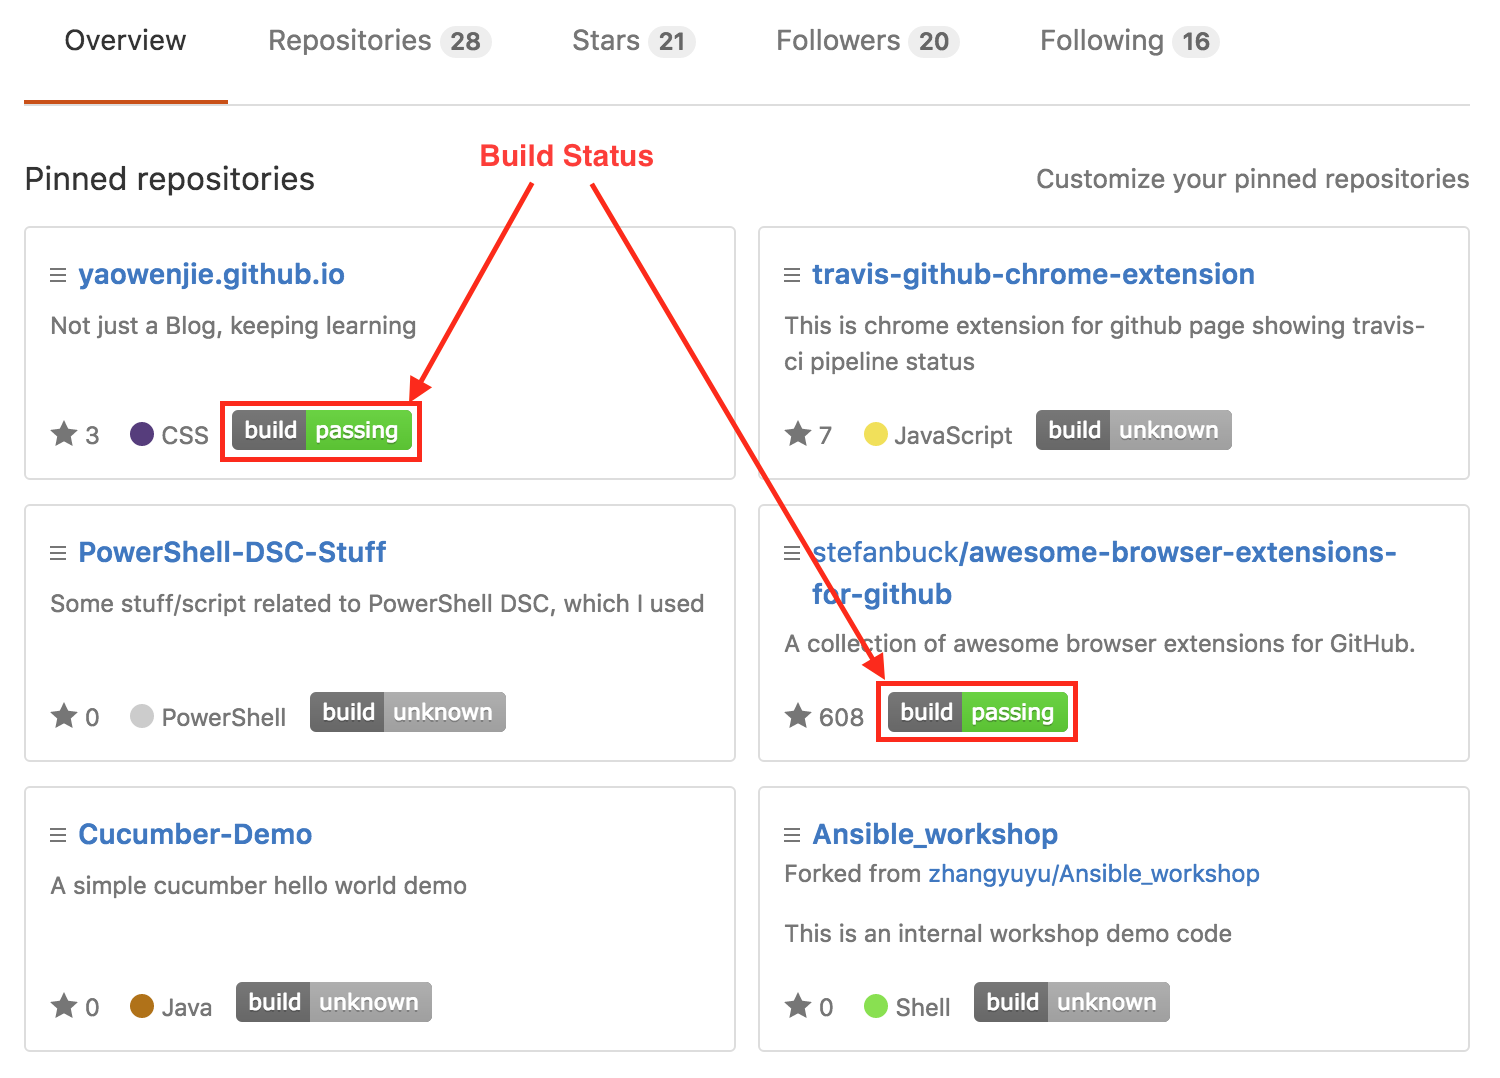 Overview Repositories 28 Stars 21 Followers 20 Following 16
Build Status
Pinned repositories
Customize your pinned repositories
yaowenjie.github.io
Not just a Blog, keeping learning
3 CSS build passing
travis-github-chrome-extension
This is chrome extension for github page showing travis-
ci pipeline status
7 JavaScript build unknown
PowerShell-DSC-Stuff
Some stuff/script related to PowerShell DSC, which I used
0 PowerShell build unknown
stefanbuck/awesome-browser-extensions-
for-github
A collection of awesome browser extensions for GitHub.
608 build passing
Cucumber-Demo
A simple cucumber hello world demo
0 Java build unknown
Ansible_workshop
Forked from zhangyuyu/Ansible_workshop
This is an internal workshop demo code
0 Shell build unknown